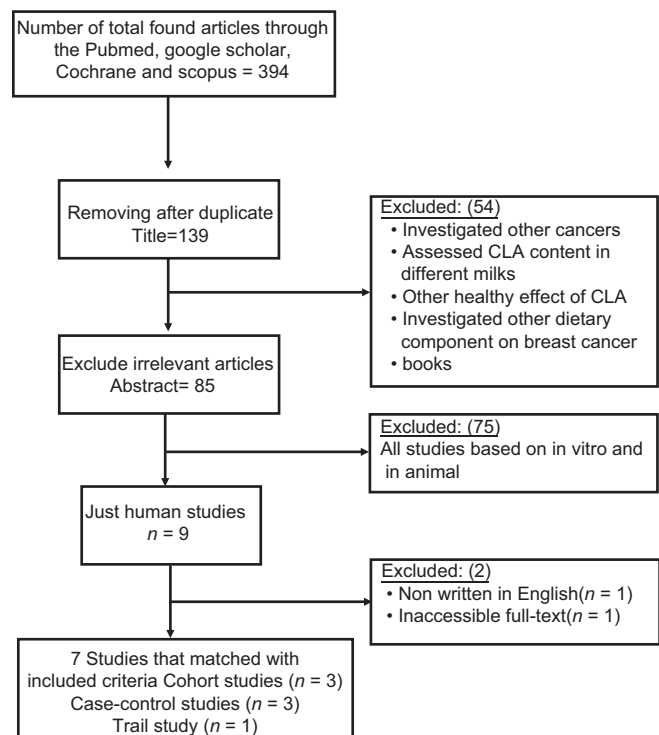 Number of total found articles through
the Pubmed, google scholar,
Cochrane and scopus = 394
Removing after duplicate
Title=139
Excluded: (54)
• Investigated other cancers
• Assessed CLA content in
different milks
• Other healthy effect of CLA
• Investigated other dietary
component on breast cancer
• books
Exclude irrelevant articles
Abstract= 85
Excluded: (75)
All studies based on in vitro and
in animal
Just human studies
n = 9
Excluded: (2)
• Non written in English(n = 1)
• Inaccessible full-text(n = 1)
7 Studies that matched with
included criteria Cohort studies (n = 3)
Case-control studies (n = 3)
Trail study (n = 1)